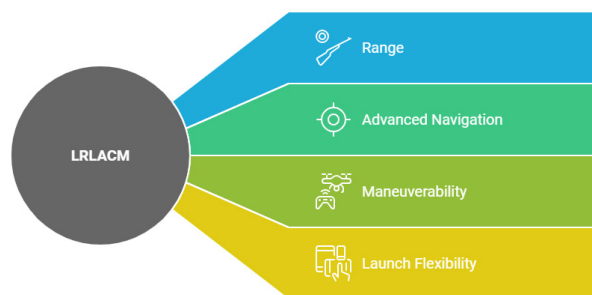 LRLACM
Range
Advanced Navigation
Maneuverability
Launch Flexibility